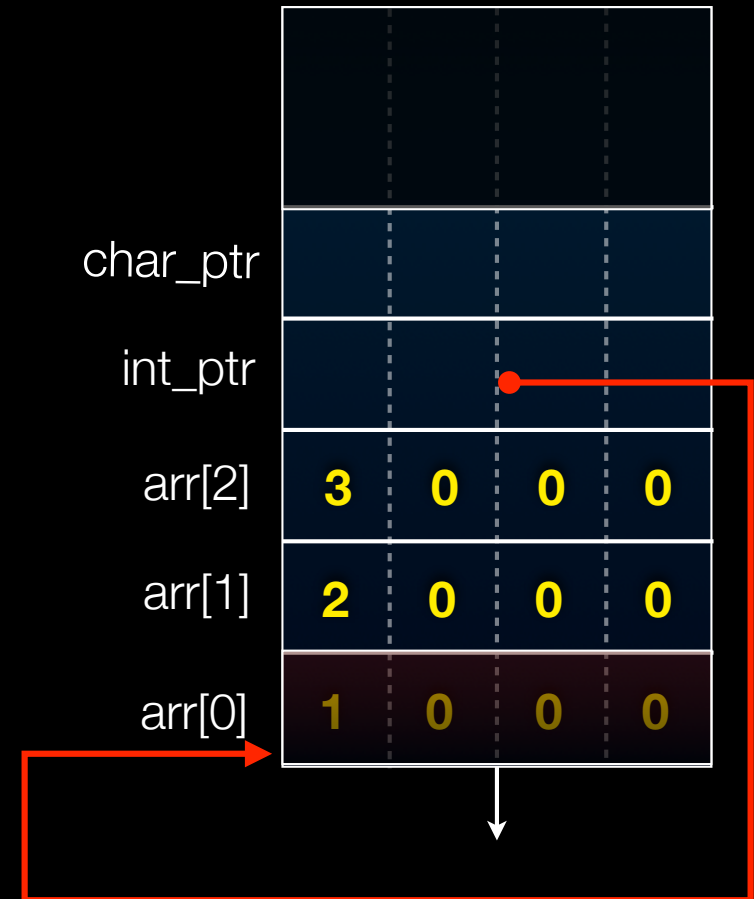 char_ptr
int_ptr
arr[2] 3 0 0 0
arr[1] 2 0 0 0
arr[0] 1 0 0 0